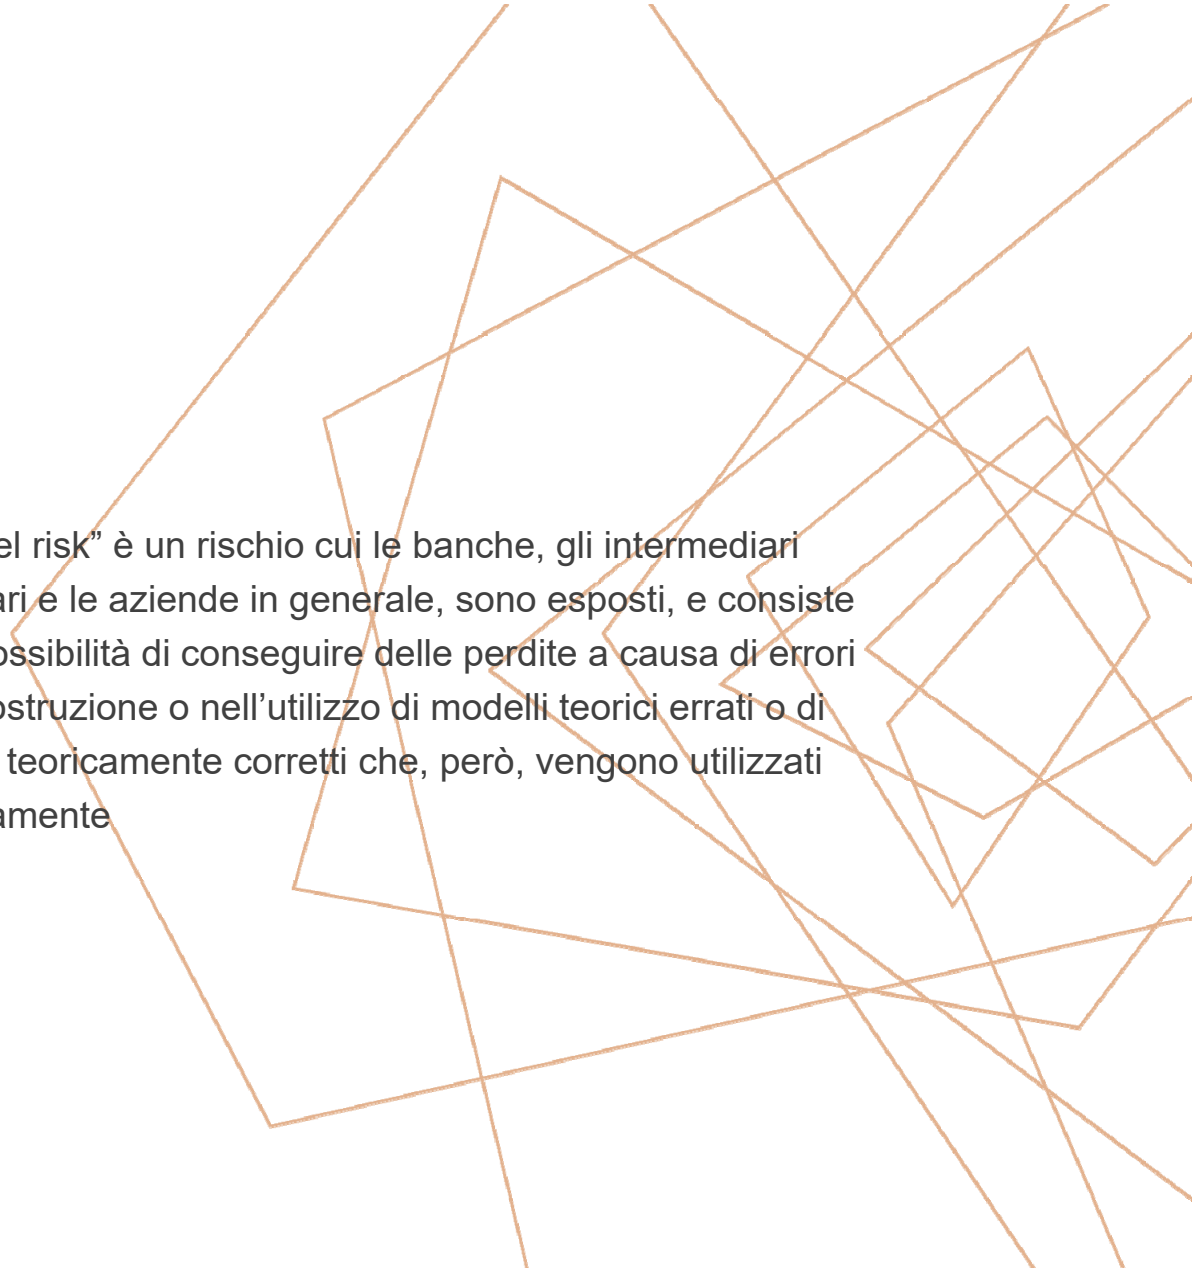 el risk” è un rischio cui le banche, gli intermediari
ari e le aziende in generale, sono esposti, e consiste
ossibilità di conseguire delle perdite a causa di errori
ostruzione o nell’utilizzo di modelli teorici errati o di
teoricamente corretti che, però, vengono utilizzati
amente